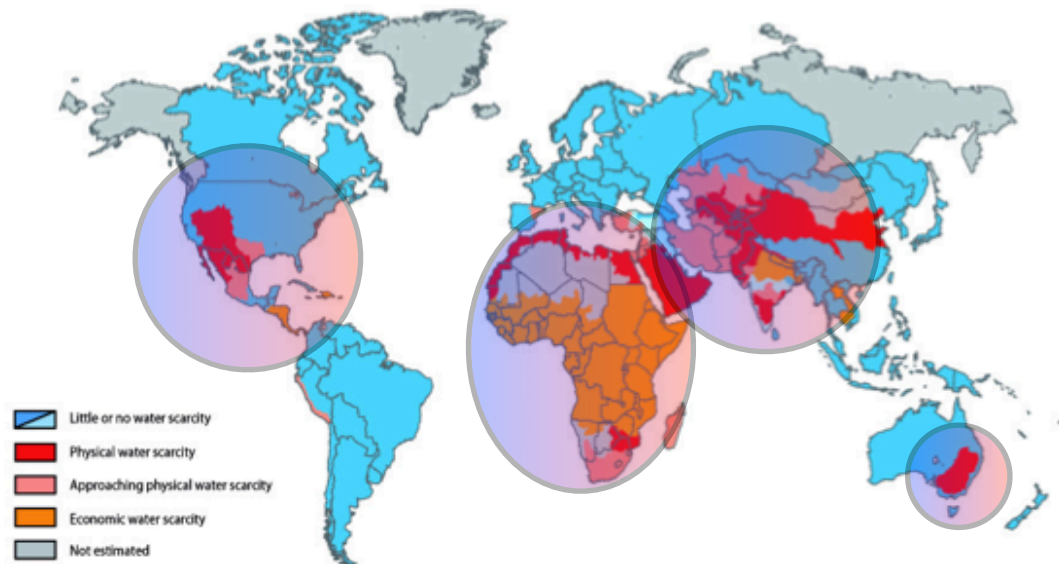 Little or no water scarcity
Physical water scarcity
Approaching physical water scarcity
Economic water scarcity
Not estimated